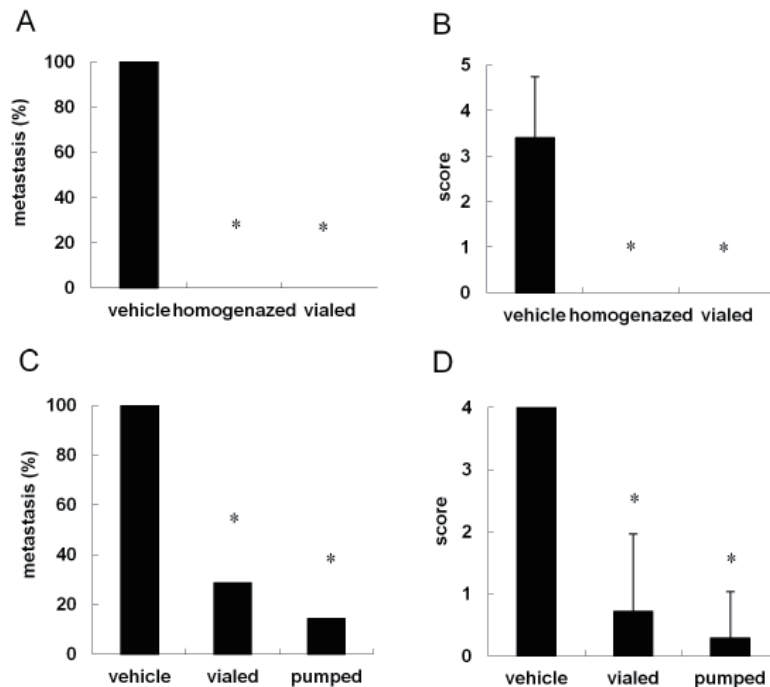 A
metastasis (%)
100
80
60
40
20
0
* *
vehicle homogenazed vialed
B
score
5
4
3
2
1
0
* *
vehicle homogenazed vialed
C
metastasis (%)
100
80
60
40
20
0
*
*
vehicle vialed pumped
D
score
4
3
2
1
0
*
*
vehicle vialed pumped